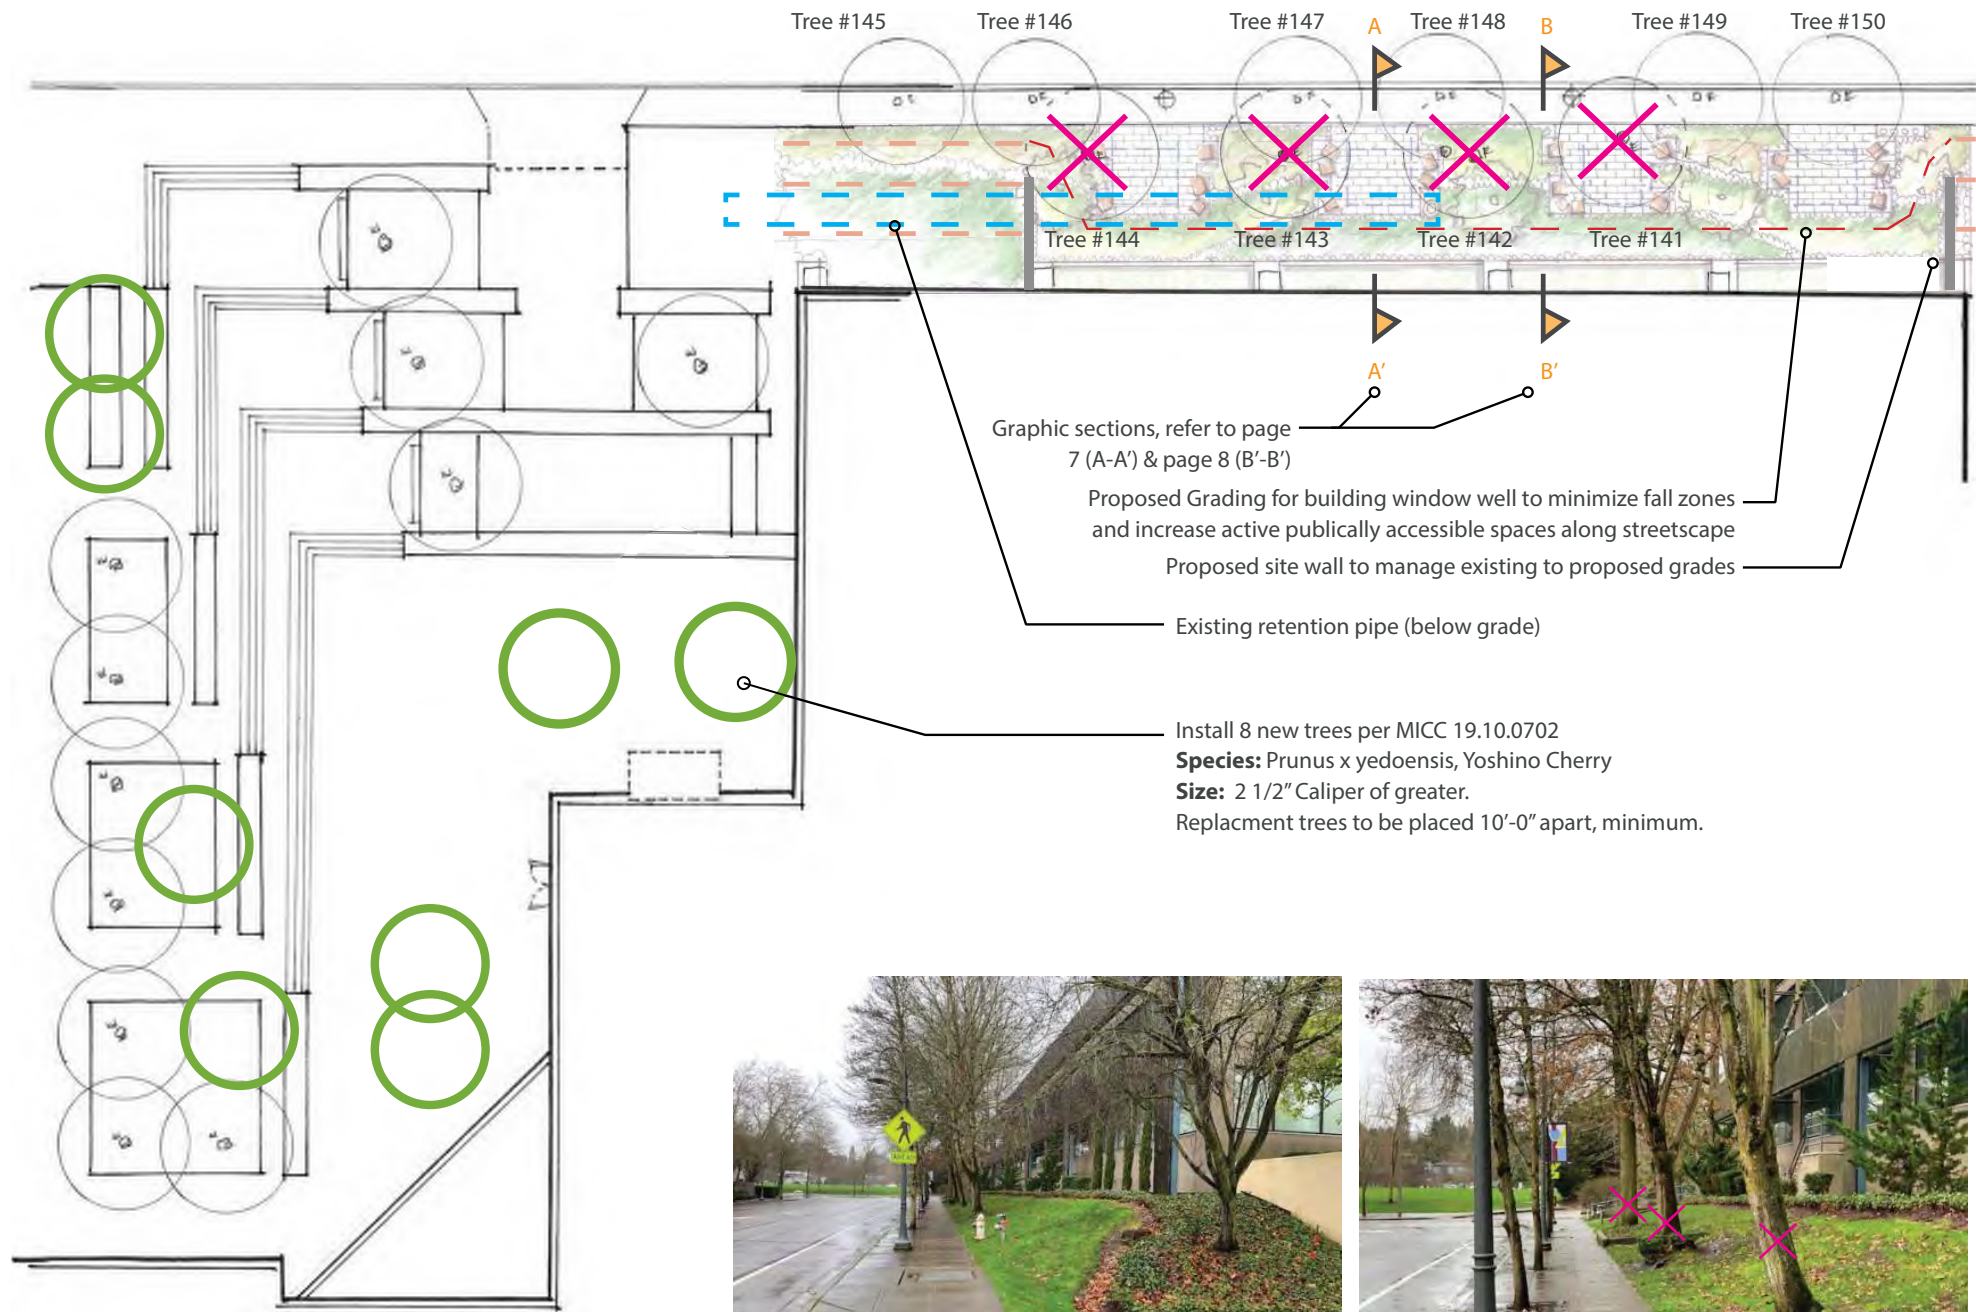 Tree #145
Tree #146
Tree #147
A
Tree #148
B
Tree #149
Tree #150
Tree #144
Tree #143
Tree #142
Tree #141
A'
B'
Graphic sections, refer to page
7 (A-A') & page 8 (B'-B')
Proposed Grading for building window well to minimize fall zones
and increase active publically accessible spaces along streetscape
Proposed site wall to manage existing to proposed grades
Existing retention pipe (below grade)
Install 8 new trees per MICC 19.10.0702
Species: Prunus x yedoensis, Yoshino Cherry
Size: 2 1/2" Caliper of greater.
Replacment trees to be placed 10'-0" apart, minimum.